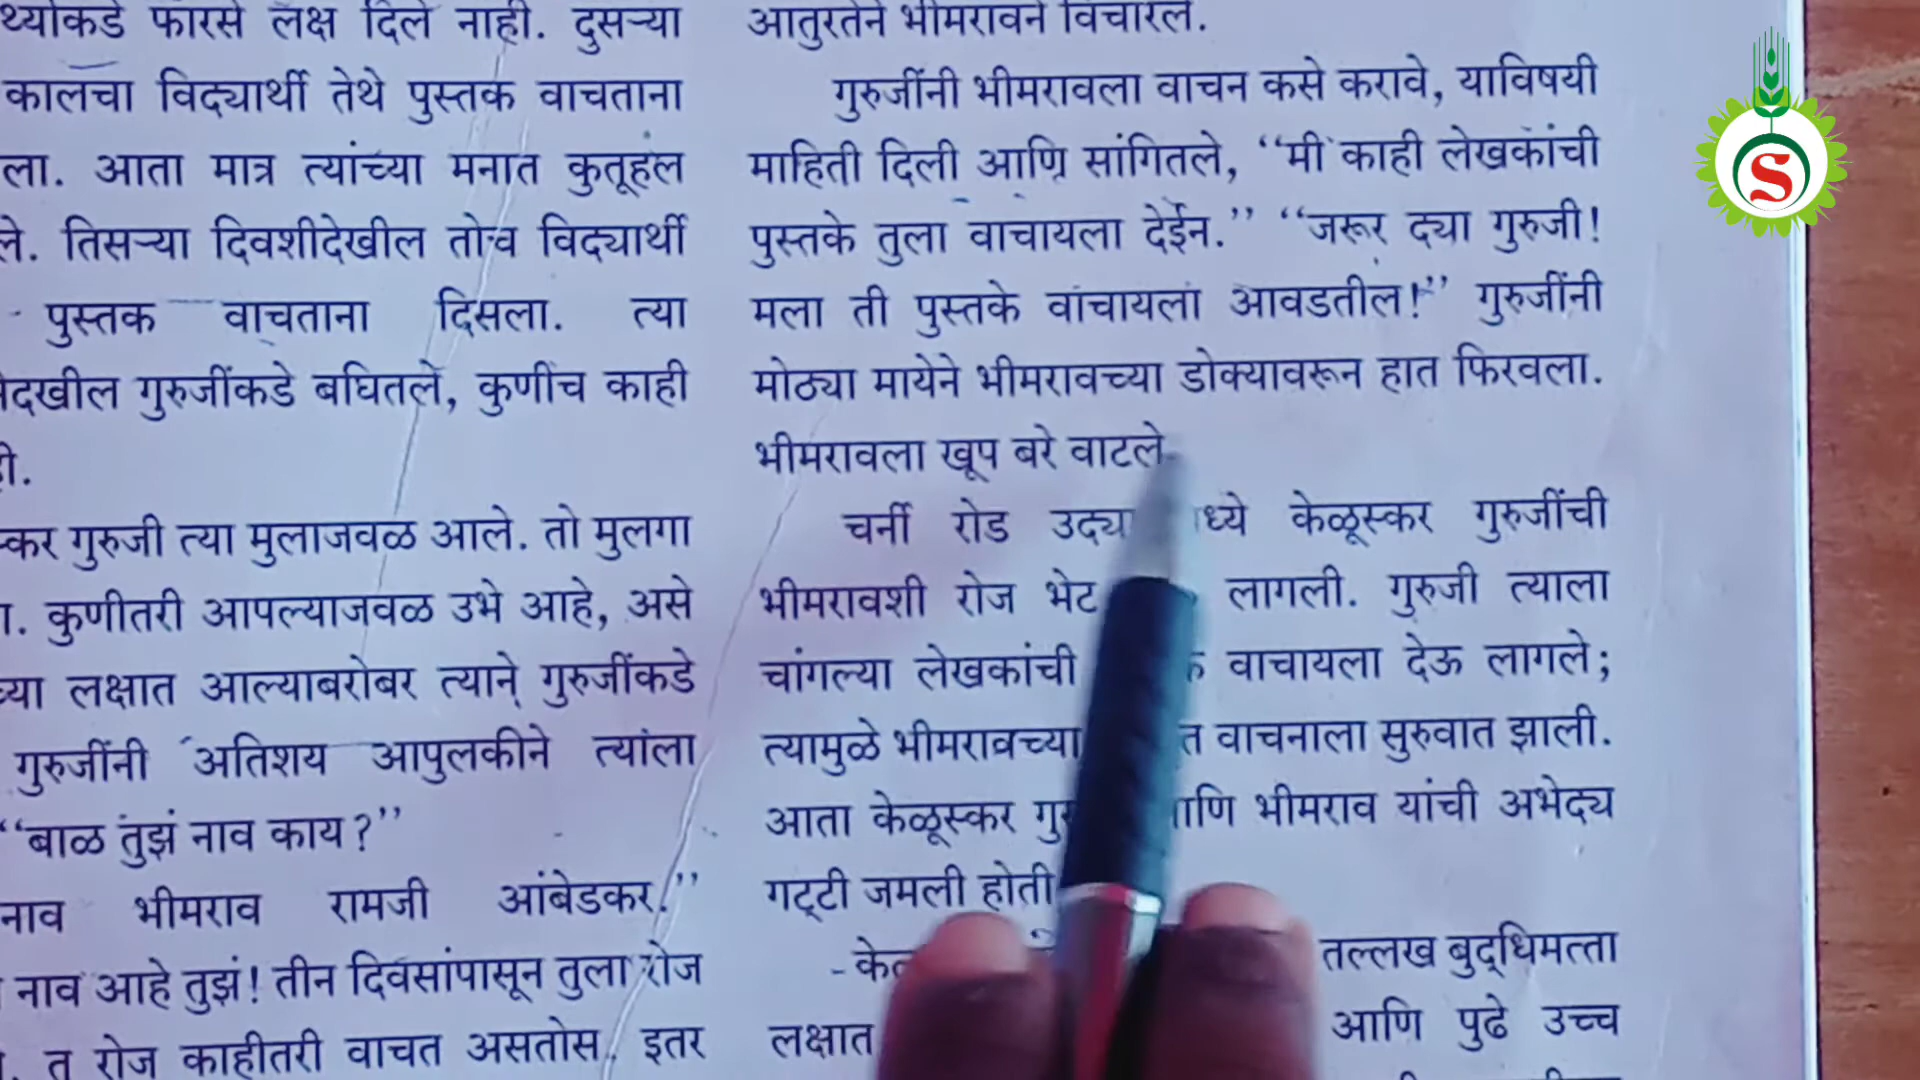 फारसे लक्ष दिले नाही. दुसऱ्या
कालचा विद्यार्थी तेथे पुस्तक वाचताना
ला. आता मात्र त्यांच्या मनात कुतूहल
ले. तिसऱ्या दिवशीदेखील तोच विद्यार्थी
पुस्तक वाचताना दिसला. त्या
गुरुजींकडे बघितले, कुणीच काही
ही.
स्कर गुरुजी त्या मुलाजवळ आले. तो मुलगा
कुणीतरी आपल्याजवळ उभे आहे, असे
च्या लक्षात आल्याबरोबर त्याने गुरुजींकडे
गुरुजींनी अतिशय आपुलकीने त्यांला
“बाळ तुझं नाव काय?”
नाव भीमराव रामजी आंबेडकर.”
नाव आहे तुझं! तीन दिवसांपासून तुला रोज
तू रोज काहीतरी वाचत असतोस. इतर
आतुरतेने भीमरावने विचारले.
गुरुजींनी भीमरावला वाचन कसे करावे, याविषयी
माहिती दिली आणि सांगितले, “मी काही लेखकांची
पुस्तके तुला वाचायला देईन.” “जरूर द्या गुरुजी!
मला ती पुस्तके वाचायला आवडतील!” गुरुजींनी
मोठ्या मायेने भीमरावच्या डोक्यावरून हात फिरवला.
भीमरावला खूप बरे वाटले.
चर्नी रोड ध्ये केळूस्कर गुरुजींची
भीमरावशी रोज भेट लागली. गुरुजी त्याला
चांगल्या लेखकांची वाचायला देऊ लागले;
त्यामुळे भीमरावच्या वाचनाला सुरुवात झाली.
आता केळूस्कर आणि भीमराव यांची अभेद्य
गट्टी जमली होती
तल्लख बुद्धिमत्ता
लक्षात आणि पुढे उच्च
S